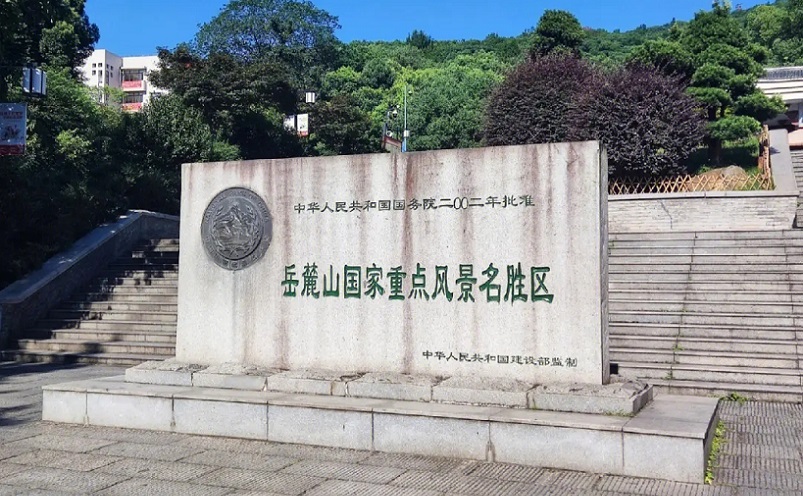 中华人民共和国国务院二〇〇二年批准
岳麓山国家重点风景名胜区
中华人民共和国建设部监制